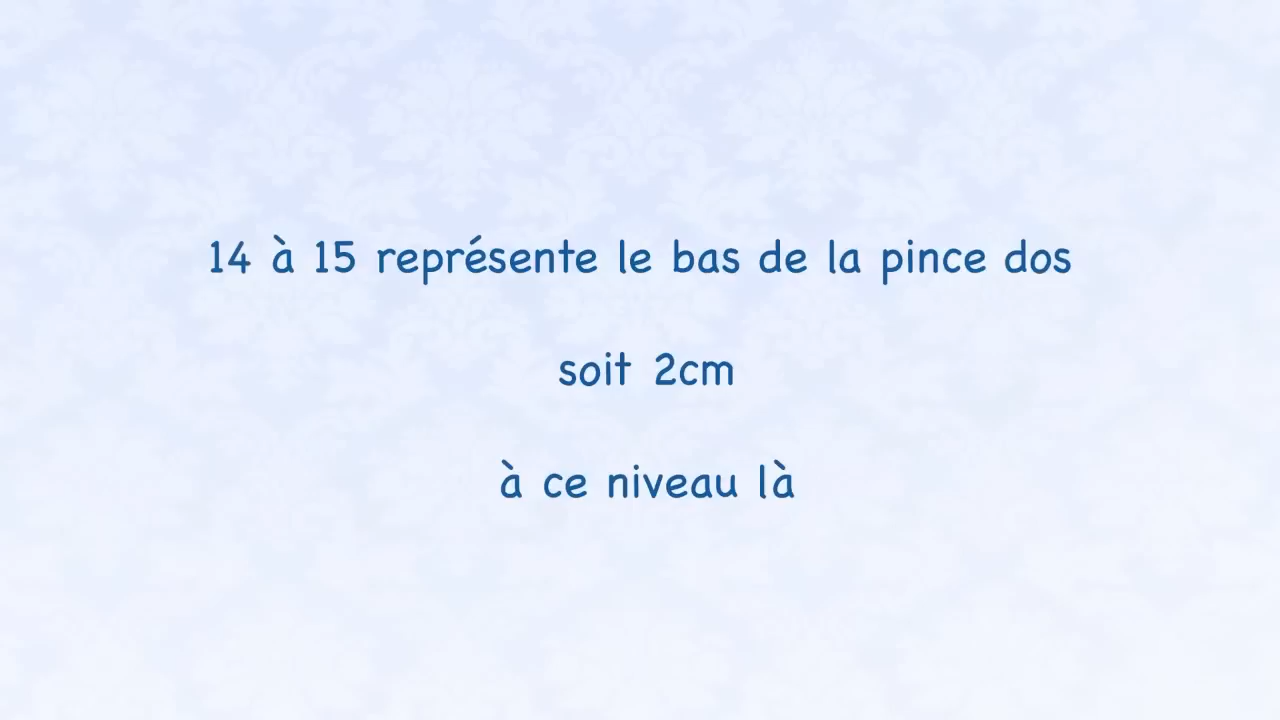 14 à 15 représente le bas de la pince dos
soit 2cm
à ce niveau là